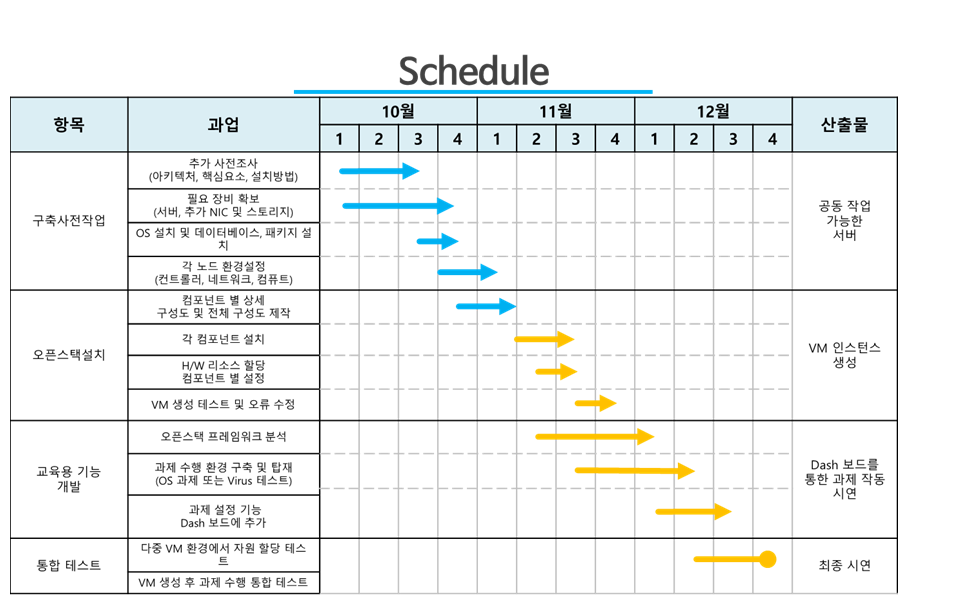 Schedule
항목 과업 10월 11월 12월 산출물
1 2 3 4 1 2 3 4 1 2 3 4
구축사전작업
추가 사전조사
(아키텍처, 핵심요소, 설치방법)
필요 장비 확보
(서버, 추가 NIC 및 스토리지)
OS 설치 및 데이터베이스, 패키지 설
치
각 노드 환경설정
(컨트롤러, 네트워크, 컴퓨트)
공동 작업
가능한
서버
오픈스택설치
컴포넌트 별 상세
구성도 및 전체 구성도 제작
각 컴포넌트 설치
H/W 리소스 할당
컴포넌트 별 설정
VM 생성 테스트 및 오류 수정
VM 인스턴스
생성
교육용 기능
개발
오픈스택 프레임워크 분석
과제 수행 환경 구축 및 탑재
(OS 과제 또는 Virus 테스트)
과제 설정 기능
Dash 보드에 추가
Dash 보드를
통한 과제 작동
시연
통합 테스트
다중 VM 환경에서 자원 할당 테스
트
VM 생성 후 과제 수행 통합 테스트
최종 시연